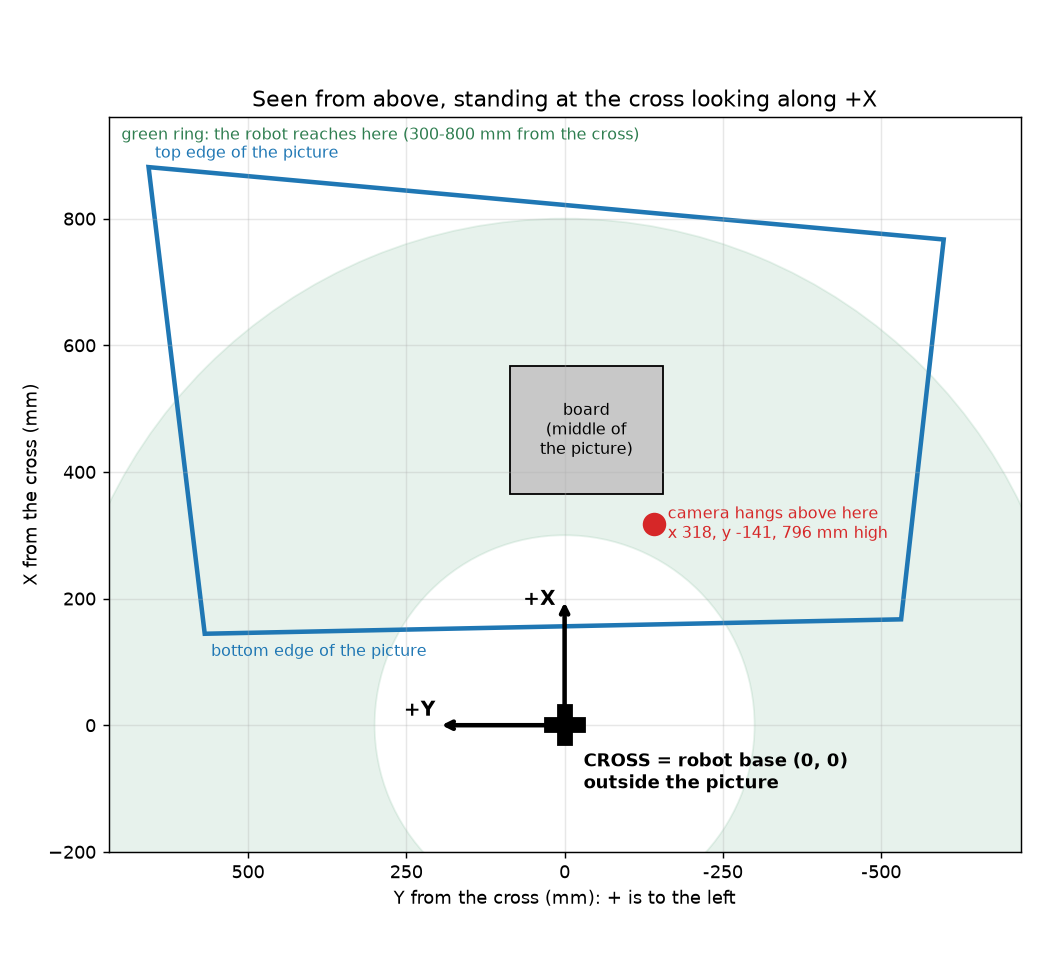 Seen from above, standing at the cross looking along +X
green ring: the robot reaches here (300-800 mm from the cross)
top edge of the picture
800
600
400
200
0
−200
X from the cross (mm)
board
(middle of
the picture)
camera hangs above here
x 318, y -141, 796 mm high
+X
bottom edge of the picture
+Y
CROSS = robot base (0, 0)
outside the picture
500
250
0
-250
-500
Y from the cross (mm): + is to the left